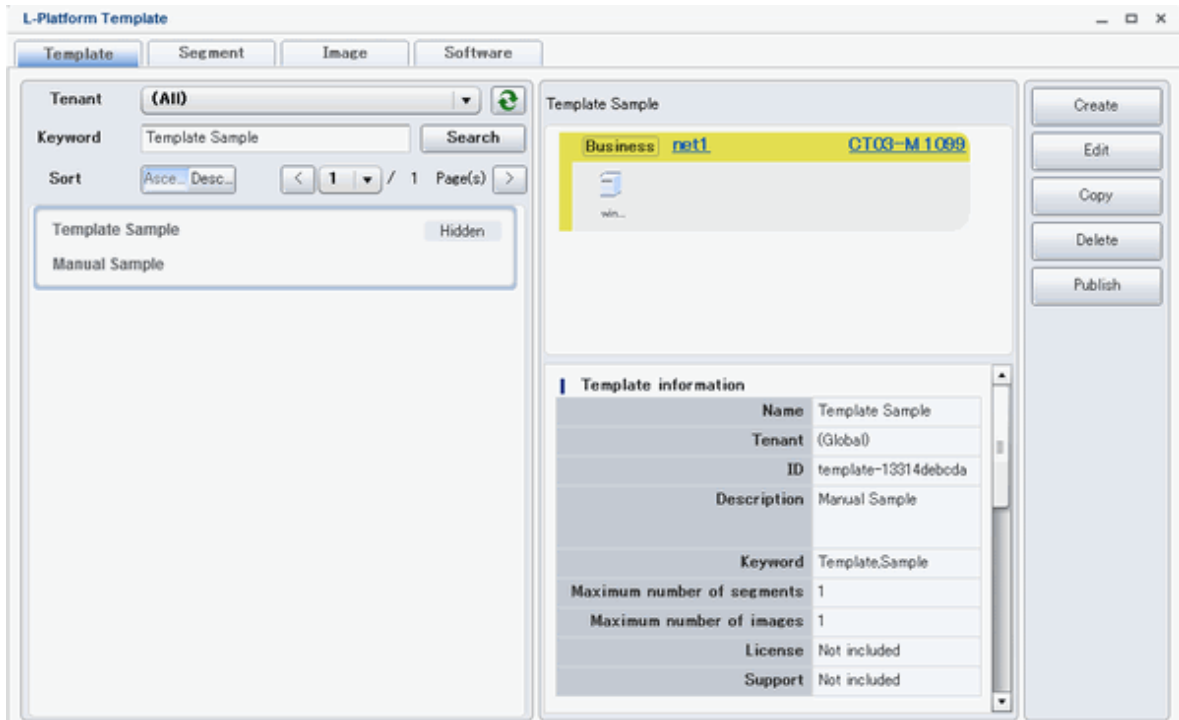 L-Platform Template
Template Segment Image Software
Tenant (All)
Keyword Template Sample Search
Sort Asce... Desc... < 1 / 1 Page(s) >
Template Sample Hidden
Manual Sample
Template Sample
Business net1 CT03-M 1099
win...
Template information
Name Template Sample
Tenant (Global)
ID template-13314debcda
Description Manual Sample
Keyword Template,Sample
Maximum number of segments 1
Maximum number of images 1
License Not included
Support Not included
Create
Edit
Copy
Delete
Publish